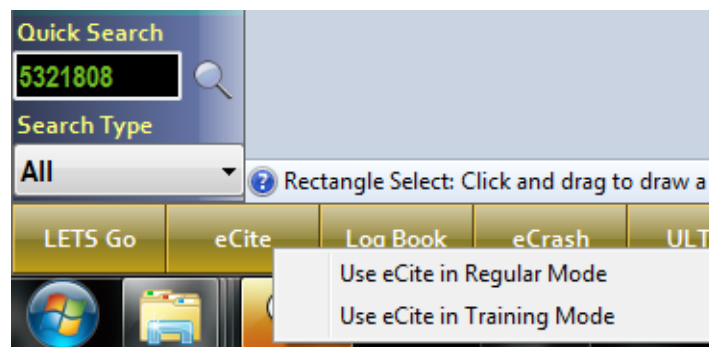 Quick Search
5321808
Search Type
All
Rectangle Select: Click and drag to draw a
LETS Go eCite Log Book eCrash ULT
Use eCite in Regular Mode
Use eCite in Training Mode